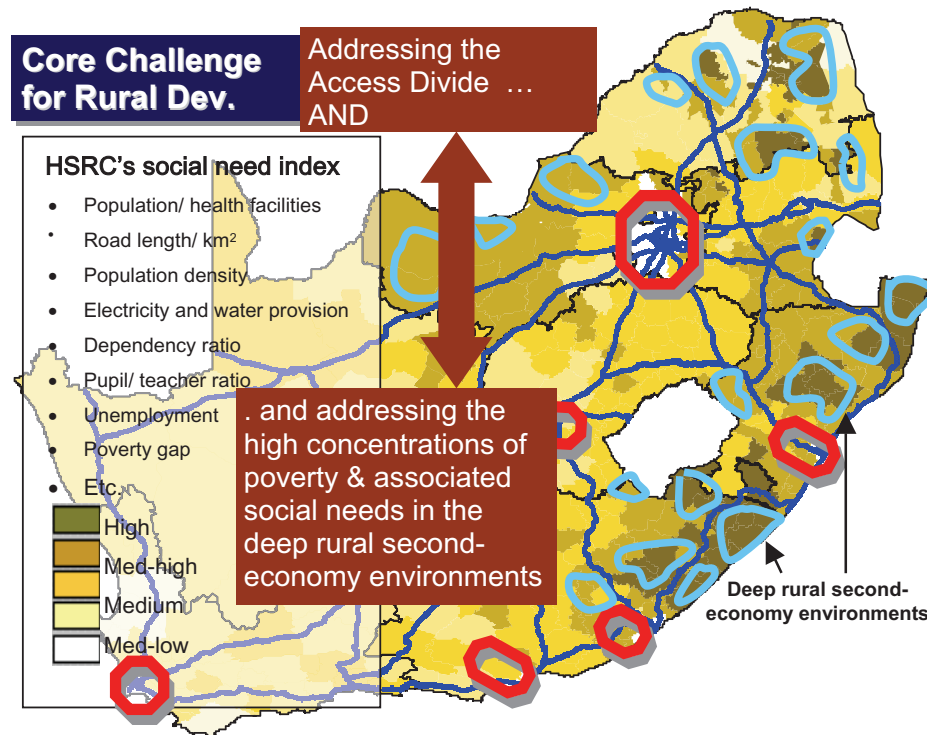 Core Challenge
for Rural Dev.
Addressing the
Access Divide …
AND
HSRC's social need index
• Population/ health facilities
• Road length/ km²
• Population density
• Electricity and water provision
• Dependency ratio
• Pupil/ teacher ratio
• Unemployment
• Poverty gap
• Etc.
High
Med-high
Medium
Med-low
. and addressing the
high concentrations of
poverty & associated
social needs in the
deep rural second-
economy environments
Deep rural second-
economy environments